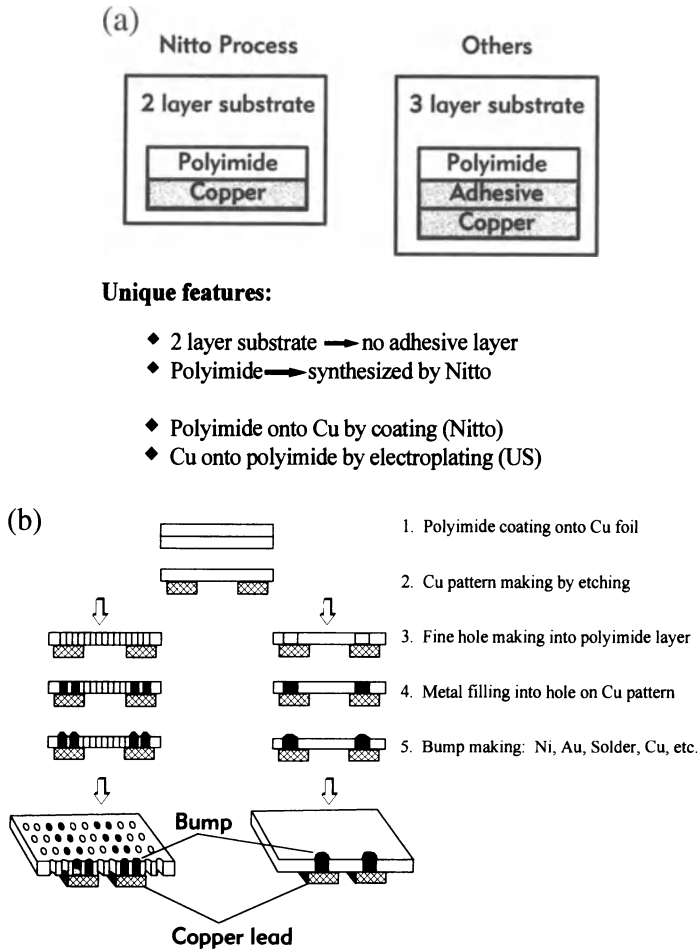 (a)
Nitto Process
2 layer substrate
Polyimide
Copper
Others
3 layer substrate
Polyimide
Adhesive
Copper
Unique features:
◆ 2 layer substrate → no adhesive layer
◆ Polyimide → synthesized by Nitto
◆ Polyimide onto Cu by coating (Nitto)
◆ Cu onto polyimide by electroplating (US)
(b)
1. Polyimide coating onto Cu foil
2. Cu pattern making by etching
3. Fine hole making into polyimide layer
4. Metal filling into hole on Cu pattern
5. Bump making: Ni, Au, Solder, Cu, etc.
Bump
Copper lead